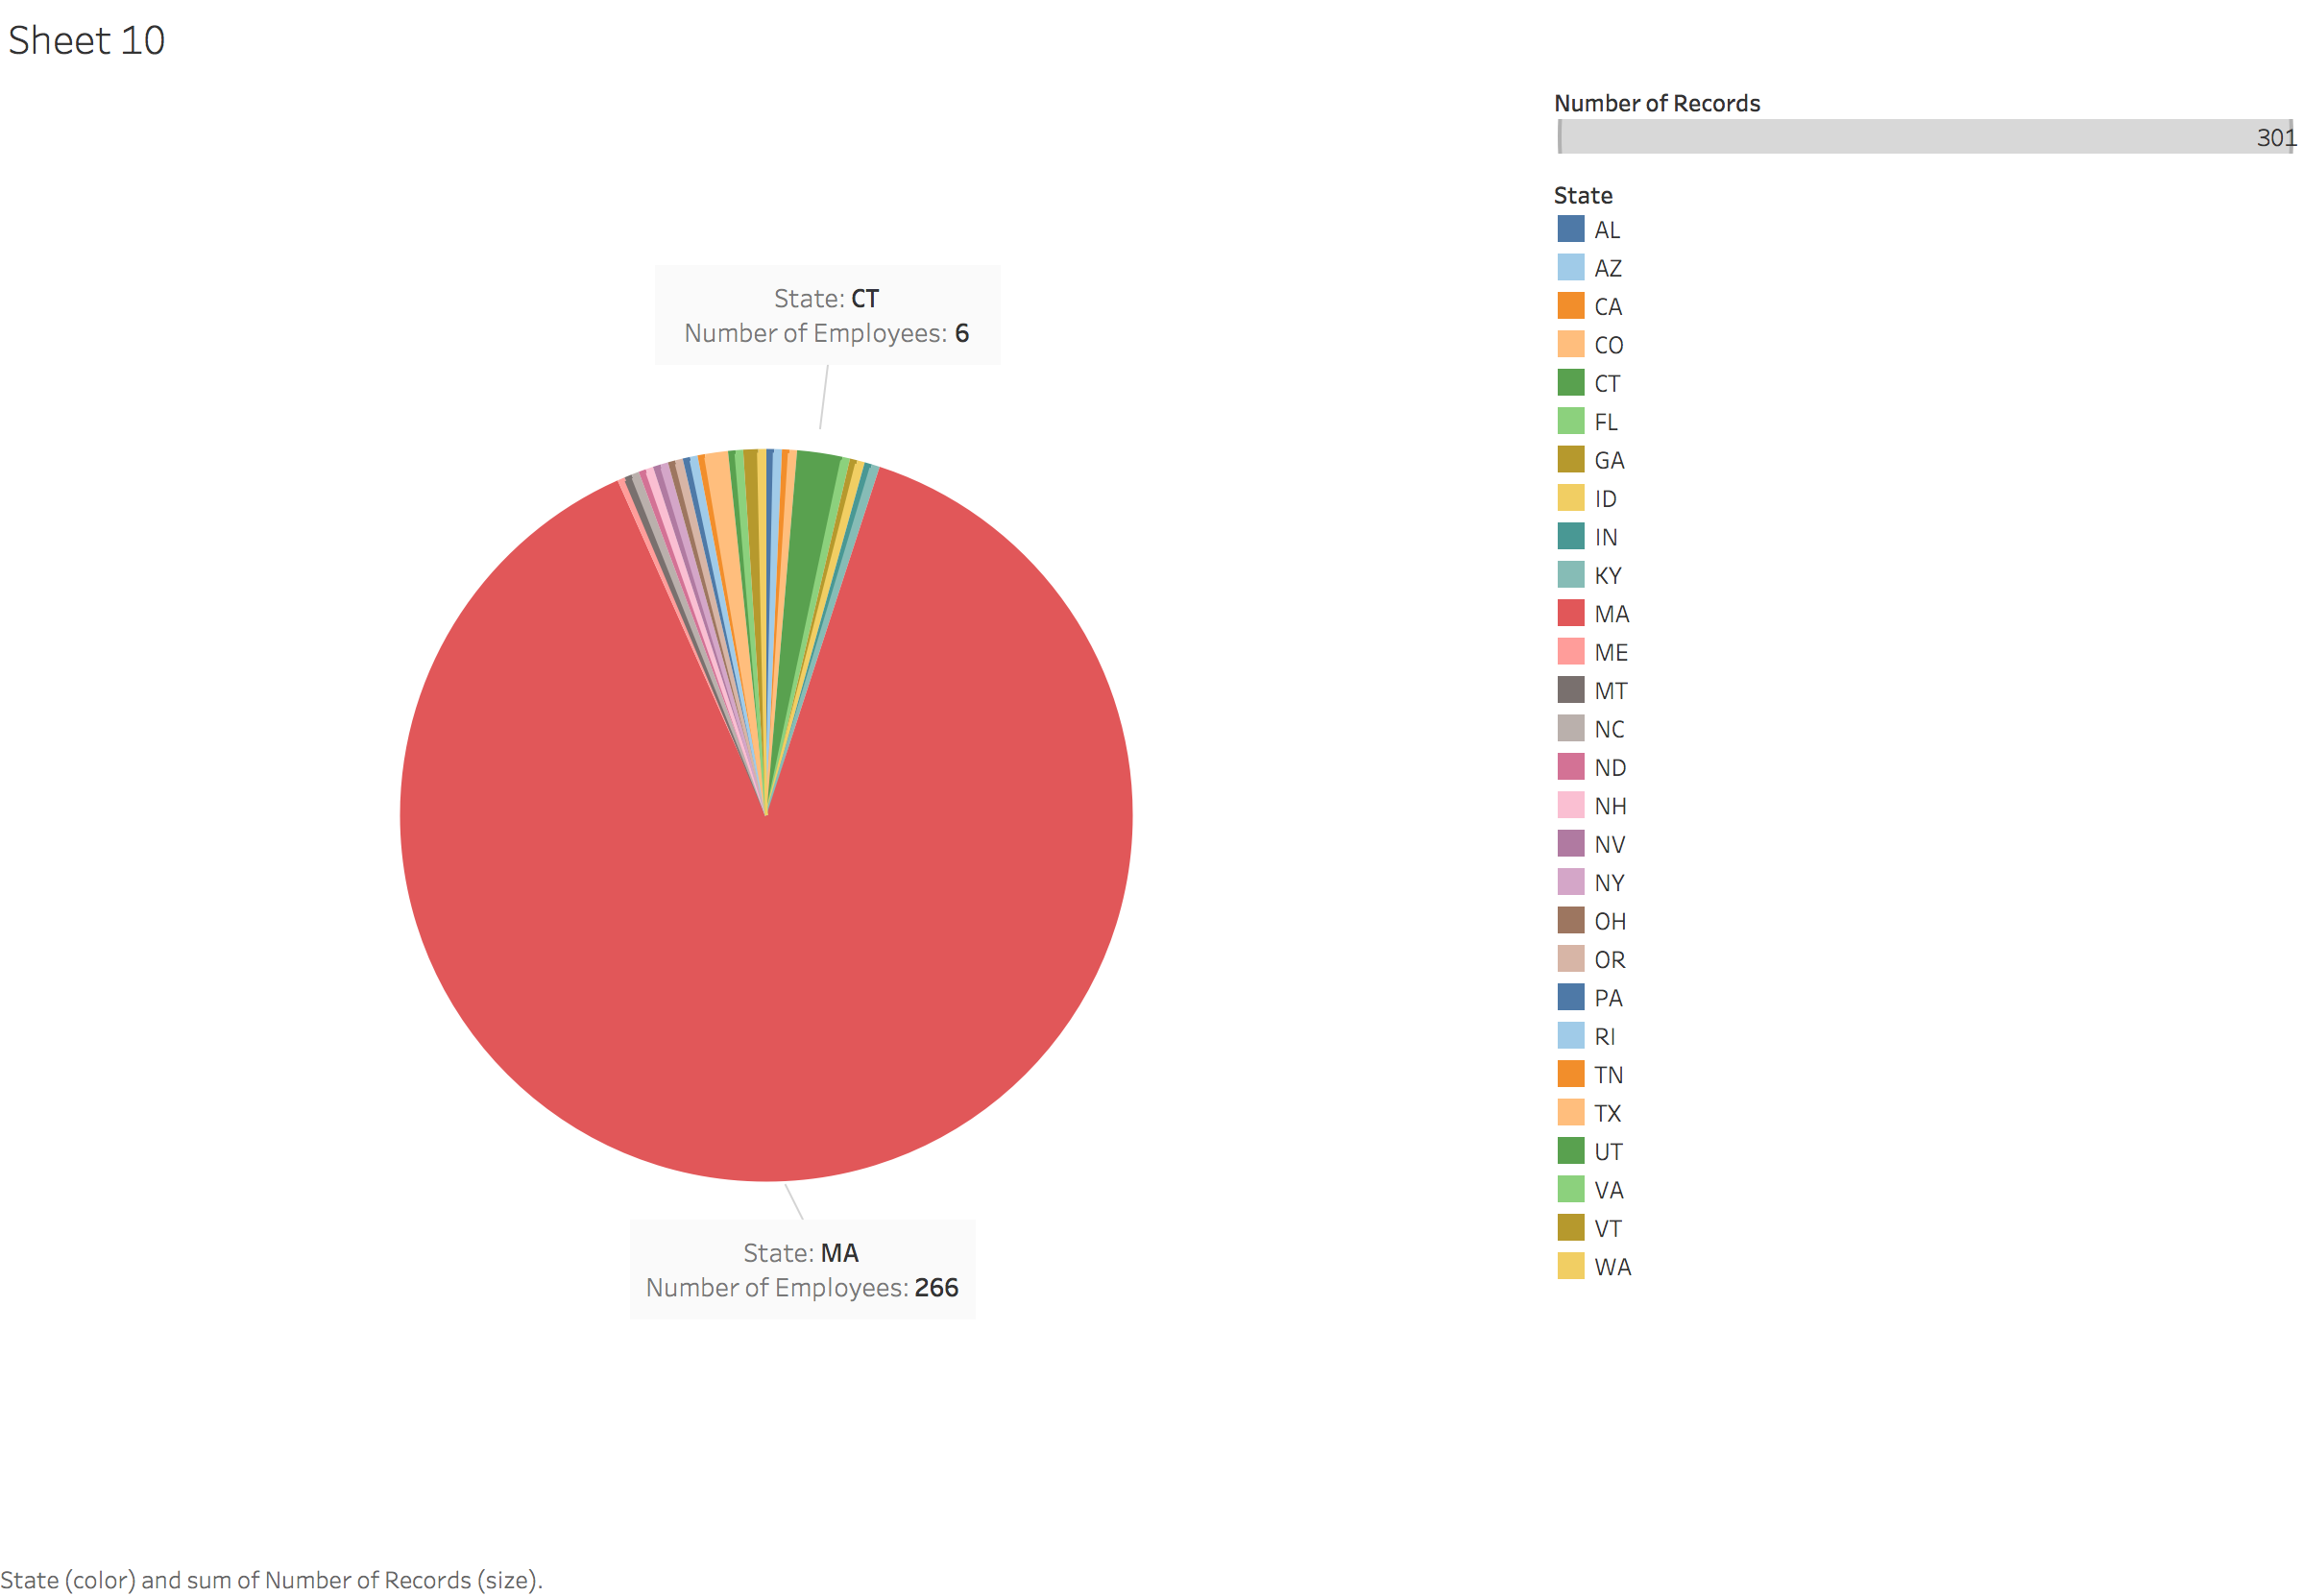 Sheet 10
Number of Records
301
State
AL
AZ
CA
CO
CT
FL
GA
ID
IN
KY
MA
ME
MT
NC
ND
NH
NV
NY
OH
OR
PA
RI
TN
TX
UT
VA
VT
WA
State: CT
Number of Employees: 6
State: MA
Number of Employees: 266
State (color) and sum of Number of Records (size).